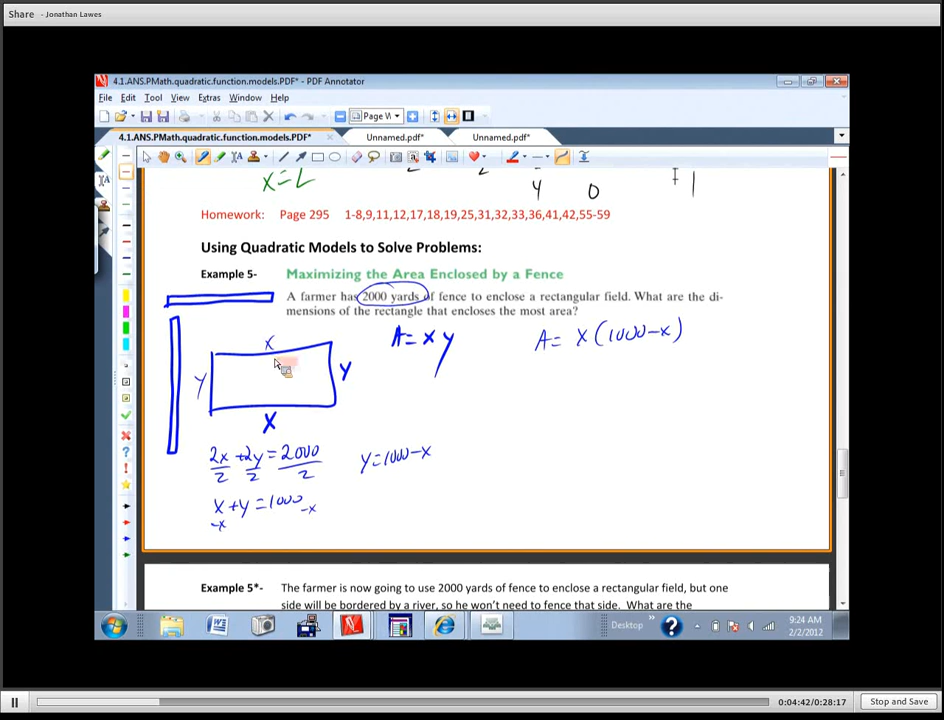 Share - Jonathan Lawes
4.1.ANS.PMath.quadratic.function.models.PDF* - PDF Annotator
File Edit Tool View Extras Window Help
Page W
4.1.ANS.PMath.quadratic.function.models.PDF* Unnamed.pdf* Unnamed.pdf*
x=L
4 0 1
Homework: Page 295 1-8,9,11,12,17,18,19,25,31,32,33,36,41,42,55-59
Using Quadratic Models to Solve Problems:
Example 5- Maximizing the Area Enclosed by a Fence
A farmer has 2000 yards of fence to enclose a rectangular field. What are the di-
mensions of the rectangle that encloses the most area?
A= x y
A= x(1000-x)
x
y
y
x
2x +2y = 2000
2 2 2
y=1000-x
x+y=1000
-x -x
Example 5*- The farmer is now going to use 2000 yards of fence to enclose a rectangular field, but one
side will be bordered by a river, so he won't need to fence that side. What are the
Desktop
9:24 AM
2/2/2012
0:04:42/0:28:17
Stop and Save